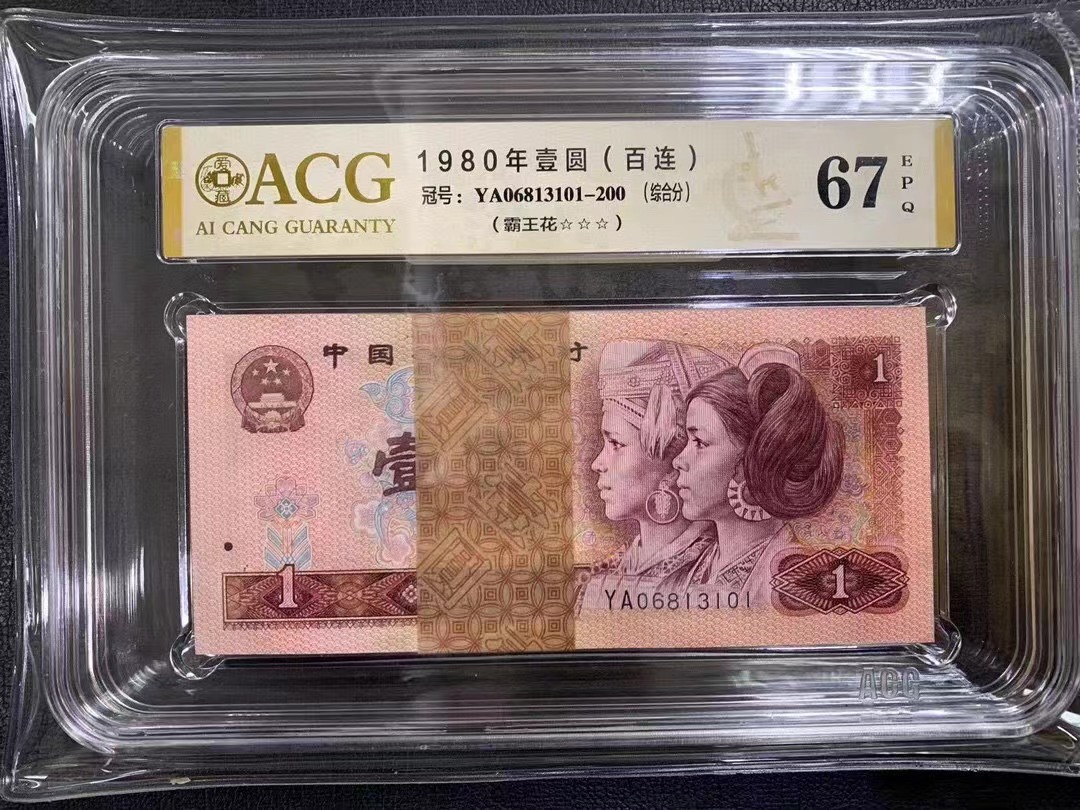 ACG
AI CANG GUARANTY
1980年壹圆(百连)
冠号: YA06813101-200 (综合分)
(霸王花☆☆☆)
67
EPQ
中国
1
壹
1
YA06813101
1
ACG